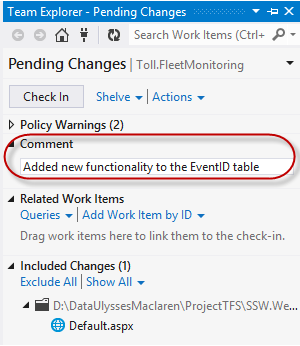 Team Explorer - Pending Changes
Search Work Items (Ctrl+
Pending Changes | Toll.FleetMonitoring
Check In Shelve Actions
Policy Warnings (2)
Comment
Added new functionality to the EventID table
Related Work Items
Queries Add Work Item by ID
Drag work items here to link them to the check-in.
Included Changes (1)
Exclude All Show All
D:\DataUlyssesMaclaren\ProjectTFS\SSW.We
Default.aspx